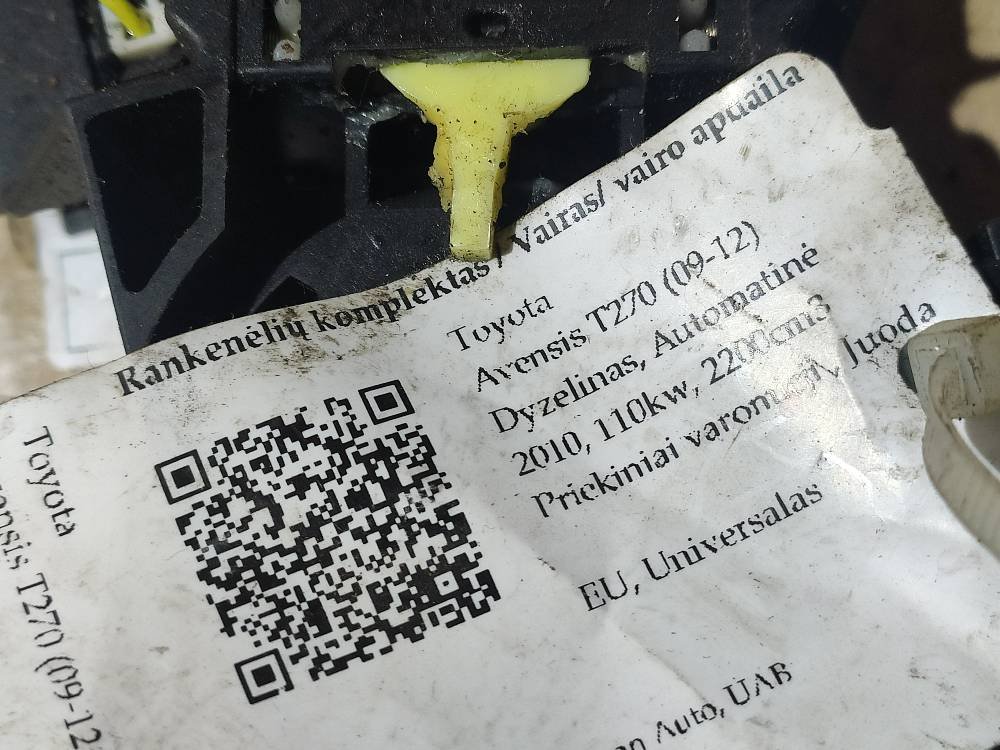 Rankenėlių komplektas / Vairas/ vairo apdaila
Toyota
Avensis T270 (09-12)
Dyzelinas, Automatinė
2010, 110kw, 2200cm3
Priekiniai varomieji, Juoda
EU, Universalas
Auto, UAB
Toyota
T270 (09-12